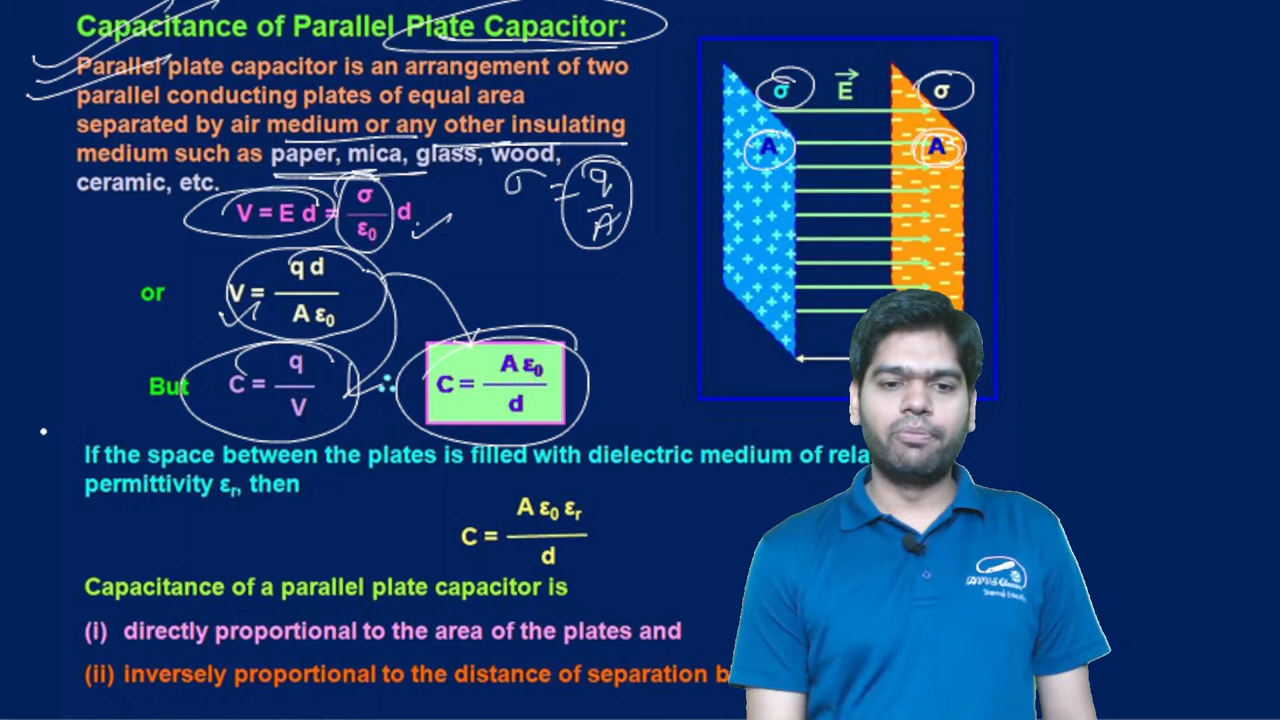 Capacitance of Parallel Plate Capacitor:
Parallel plate capacitor is an arrangement of two
parallel conducting plates of equal area
separated by air medium or any other insulating
medium such as paper, mica, glass, wood,
ceramic, etc.
σ = q/A
V = E d = σ/ε₀ d
or V = q d / A ε₀
But C = q/V ∴ C = A ε₀ / d
σ E⃗ σ
A A
If the space between the plates is filled with dielectric medium of rela
permittivity εᵣ, then
C = A ε₀ εᵣ / d
Capacitance of a parallel plate capacitor is
(i) directly proportional to the area of the plates and
(ii) inversely proportional to the distance of separation b